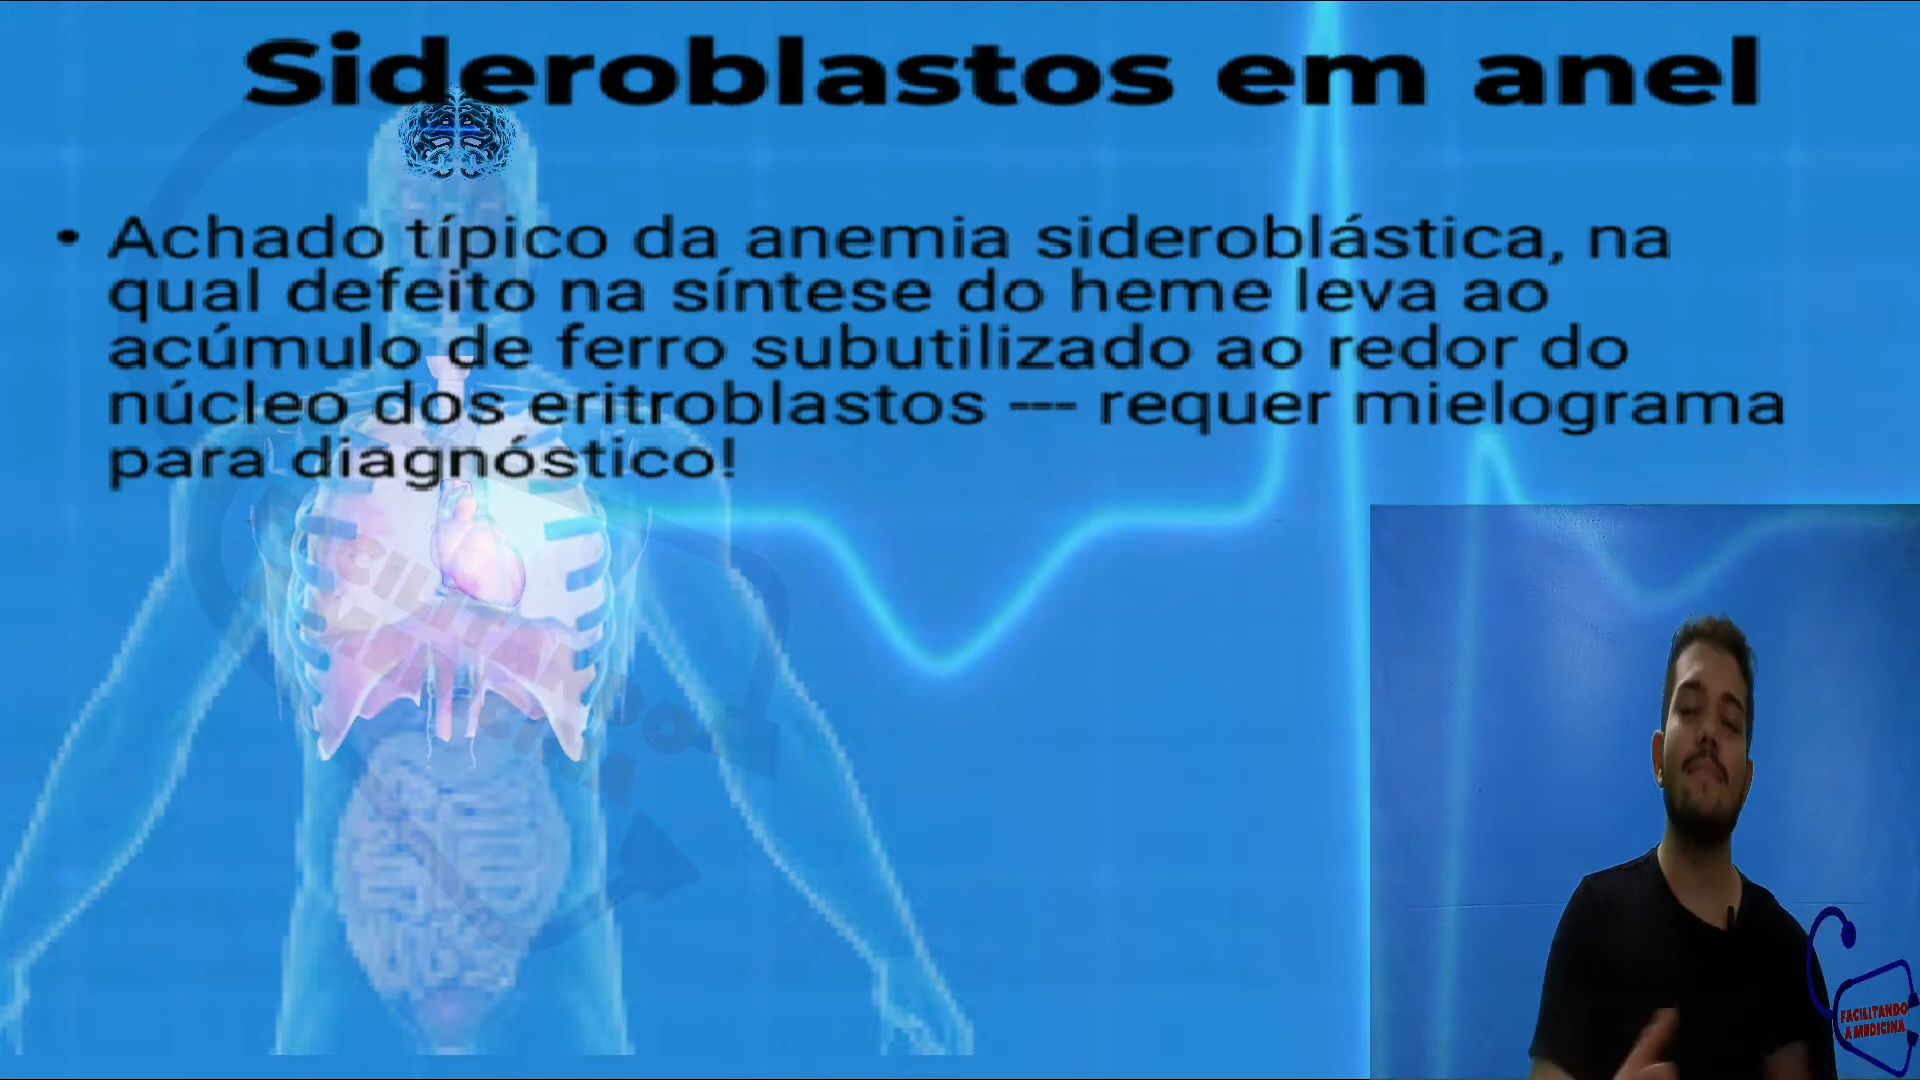 Sideroblastos em anel
• Achado típico da anemia sideroblástica, na
qual defeito na síntese do heme leva ao
acúmulo de ferro subutilizado ao redor do
núcleo dos eritroblastos --- requer mielograma
para diagnóstico!
FACILITANDO
A MEDICINA